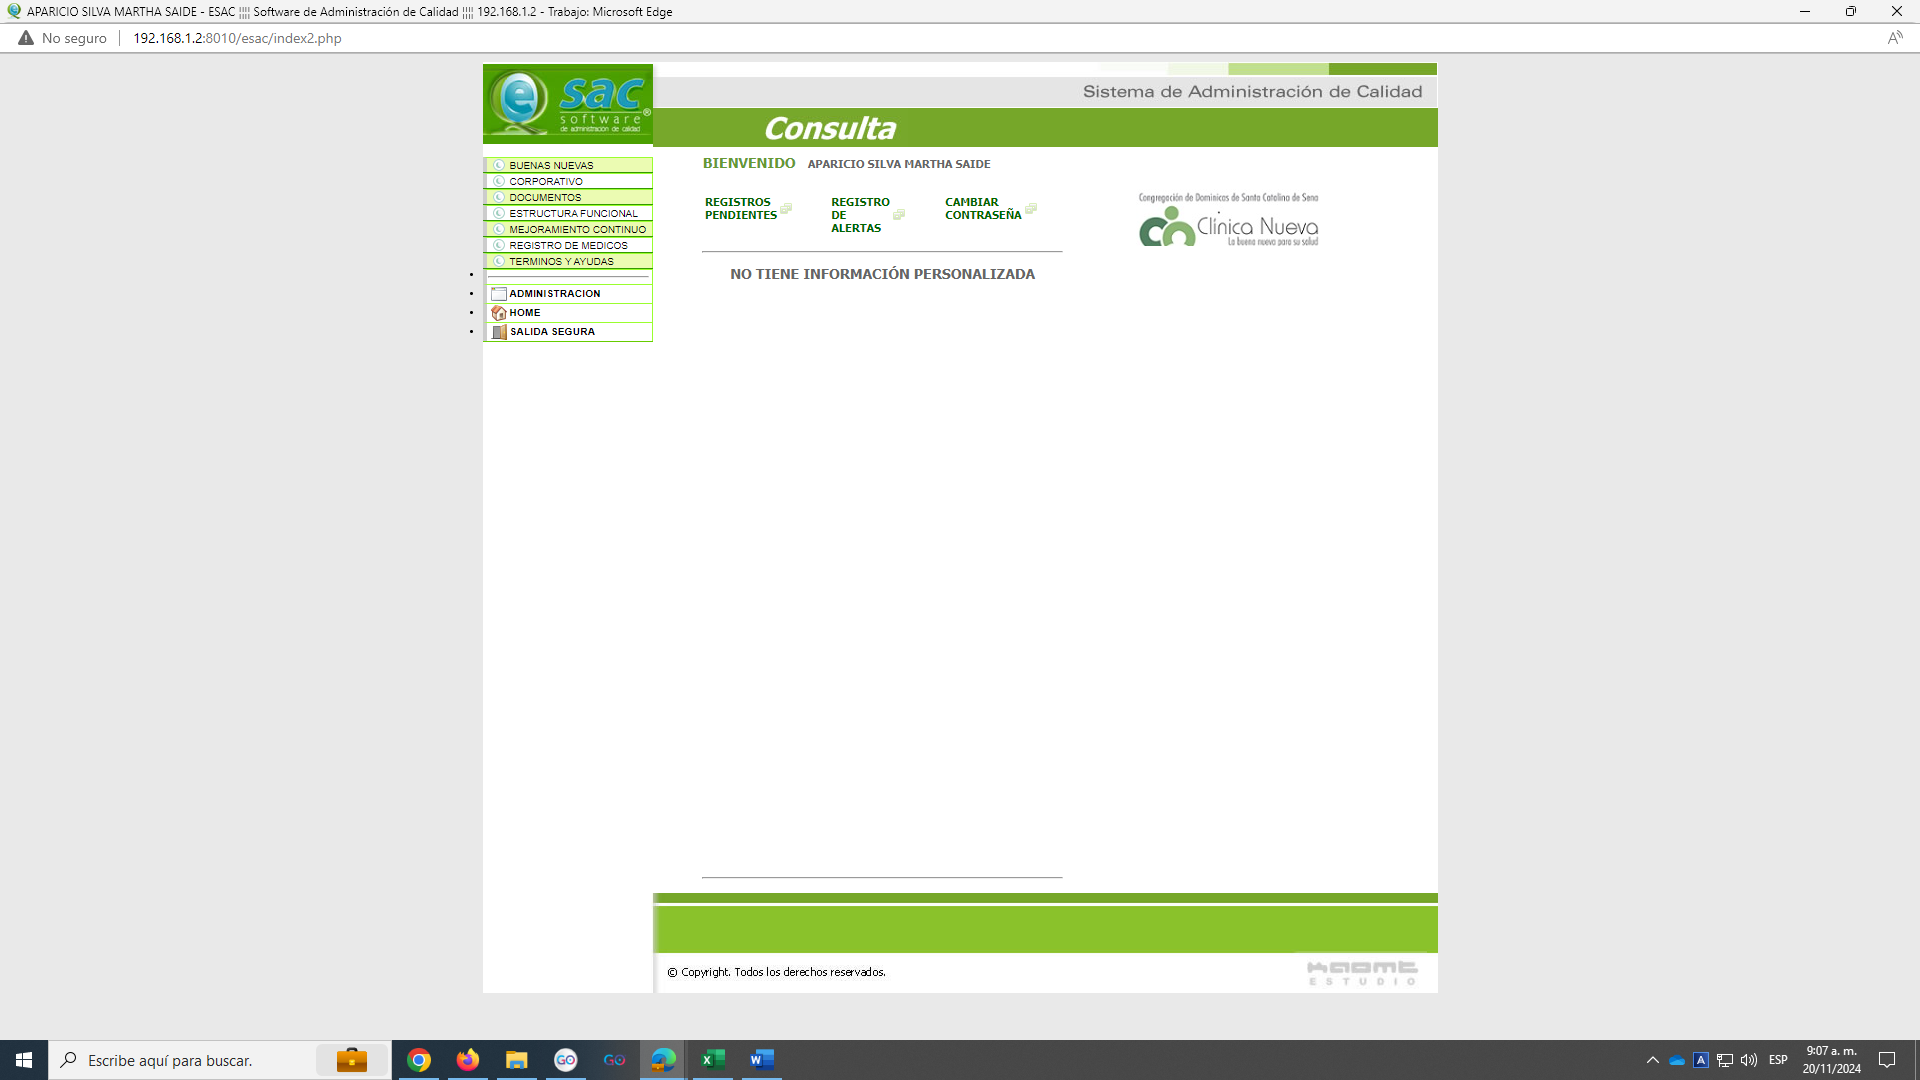 APARICIO SILVA MARTHA SAIDE - ESAC |||| Software de Administración de Calidad |||| 192.168.1.2 - Trabajo: Microsoft Edge
No seguro
192.168.1.2:8010/esac/index2.php
e sac
software
de administración de calidad
®
Sistema de Administración de Calidad
Consulta
BUENAS NUEVAS
CORPORATIVO
DOCUMENTOS
ESTRUCTURA FUNCIONAL
MEJORAMIENTO CONTINUO
REGISTRO DE MEDICOS
TERMINOS Y AYUDAS
ADMINISTRACION
HOME
SALIDA SEGURA
BIENVENIDO APARICIO SILVA MARTHA SAIDE
REGISTROS
PENDIENTES
REGISTRO
DE
ALERTAS
CAMBIAR
CONTRASEÑA
Congregación de Dominicas de Santa Catalina de Sena
Clínica Nueva
La buena nueva para su salud
NO TIENE INFORMACIÓN PERSONALIZADA
© Copyright. Todos los derechos reservados.
ESTUDIO
Escribe aquí para buscar.
GO
GO
A
ESP
9:07 a. m.
20/11/2024